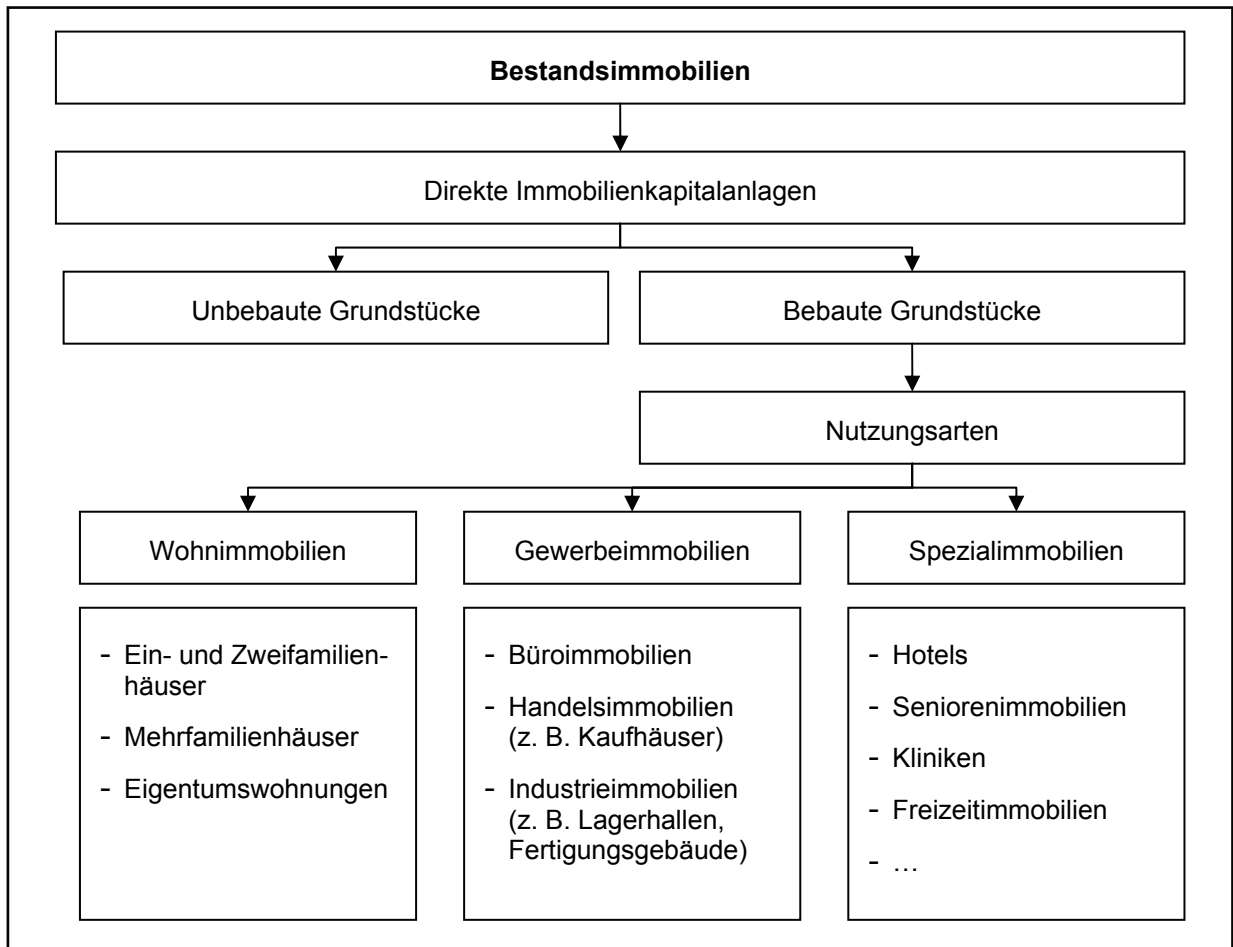 Bestandsimmobilien
Direkte Immobilienkapitalanlagen
Unbebaute Grundstücke
Bebaute Grundstücke
Nutzungsarten
Wohnimmobilien
Gewerbeimmobilien
Spezialimmobilien
- Ein- und Zweifamilien-
häuser
- Mehrfamilienhäuser
- Eigentumswohnungen
- Büroimmobilien
- Handelsimmobilien
(z. B. Kaufhäuser)
- Industrieimmobilien
(z. B. Lagerhallen,
Fertigungsgebäude)
- Hotels
- Seniorenimmobilien
- Kliniken
- Freizeitimmobilien
- …